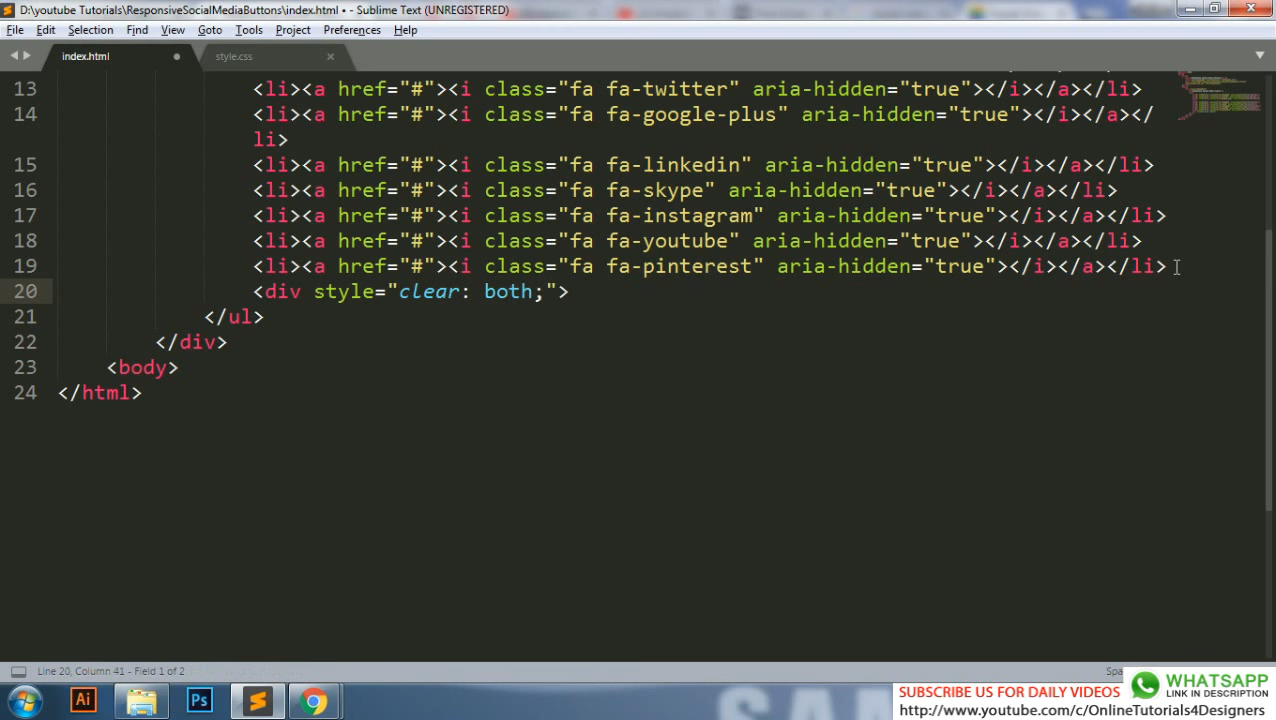 D:\youtube Tutorials\ResponsiveSocialMediaButtons\index.html • - Sublime Text (UNREGISTERED)
File Edit Selection Find View Goto Tools Project Preferences Help
index.html style.css
13 <li><a href="#"><i class="fa fa-twitter" aria-hidden="true"></i></a></li>
14 <li><a href="#"><i class="fa fa-google-plus" aria-hidden="true"></i></a></
li>
15 <li><a href="#"><i class="fa fa-linkedin" aria-hidden="true"></i></a></li>
16 <li><a href="#"><i class="fa fa-skype" aria-hidden="true"></i></a></li>
17 <li><a href="#"><i class="fa fa-instagram" aria-hidden="true"></i></a></li>
18 <li><a href="#"><i class="fa fa-youtube" aria-hidden="true"></i></a></li>
19 <li><a href="#"><i class="fa fa-pinterest" aria-hidden="true"></i></a></li>
20 <div style="clear: both;">
21 </ul>
22 </div>
23 <body>
24 </html>
Line 20, Column 41 - Field 1 of 2
Ai Ps
SUBSCRIBE US FOR DAILY VIDEOS
WHATSAPP
LINK IN DESCRIPTION
http://www.youtube.com/c/OnlineTutorials4Designers